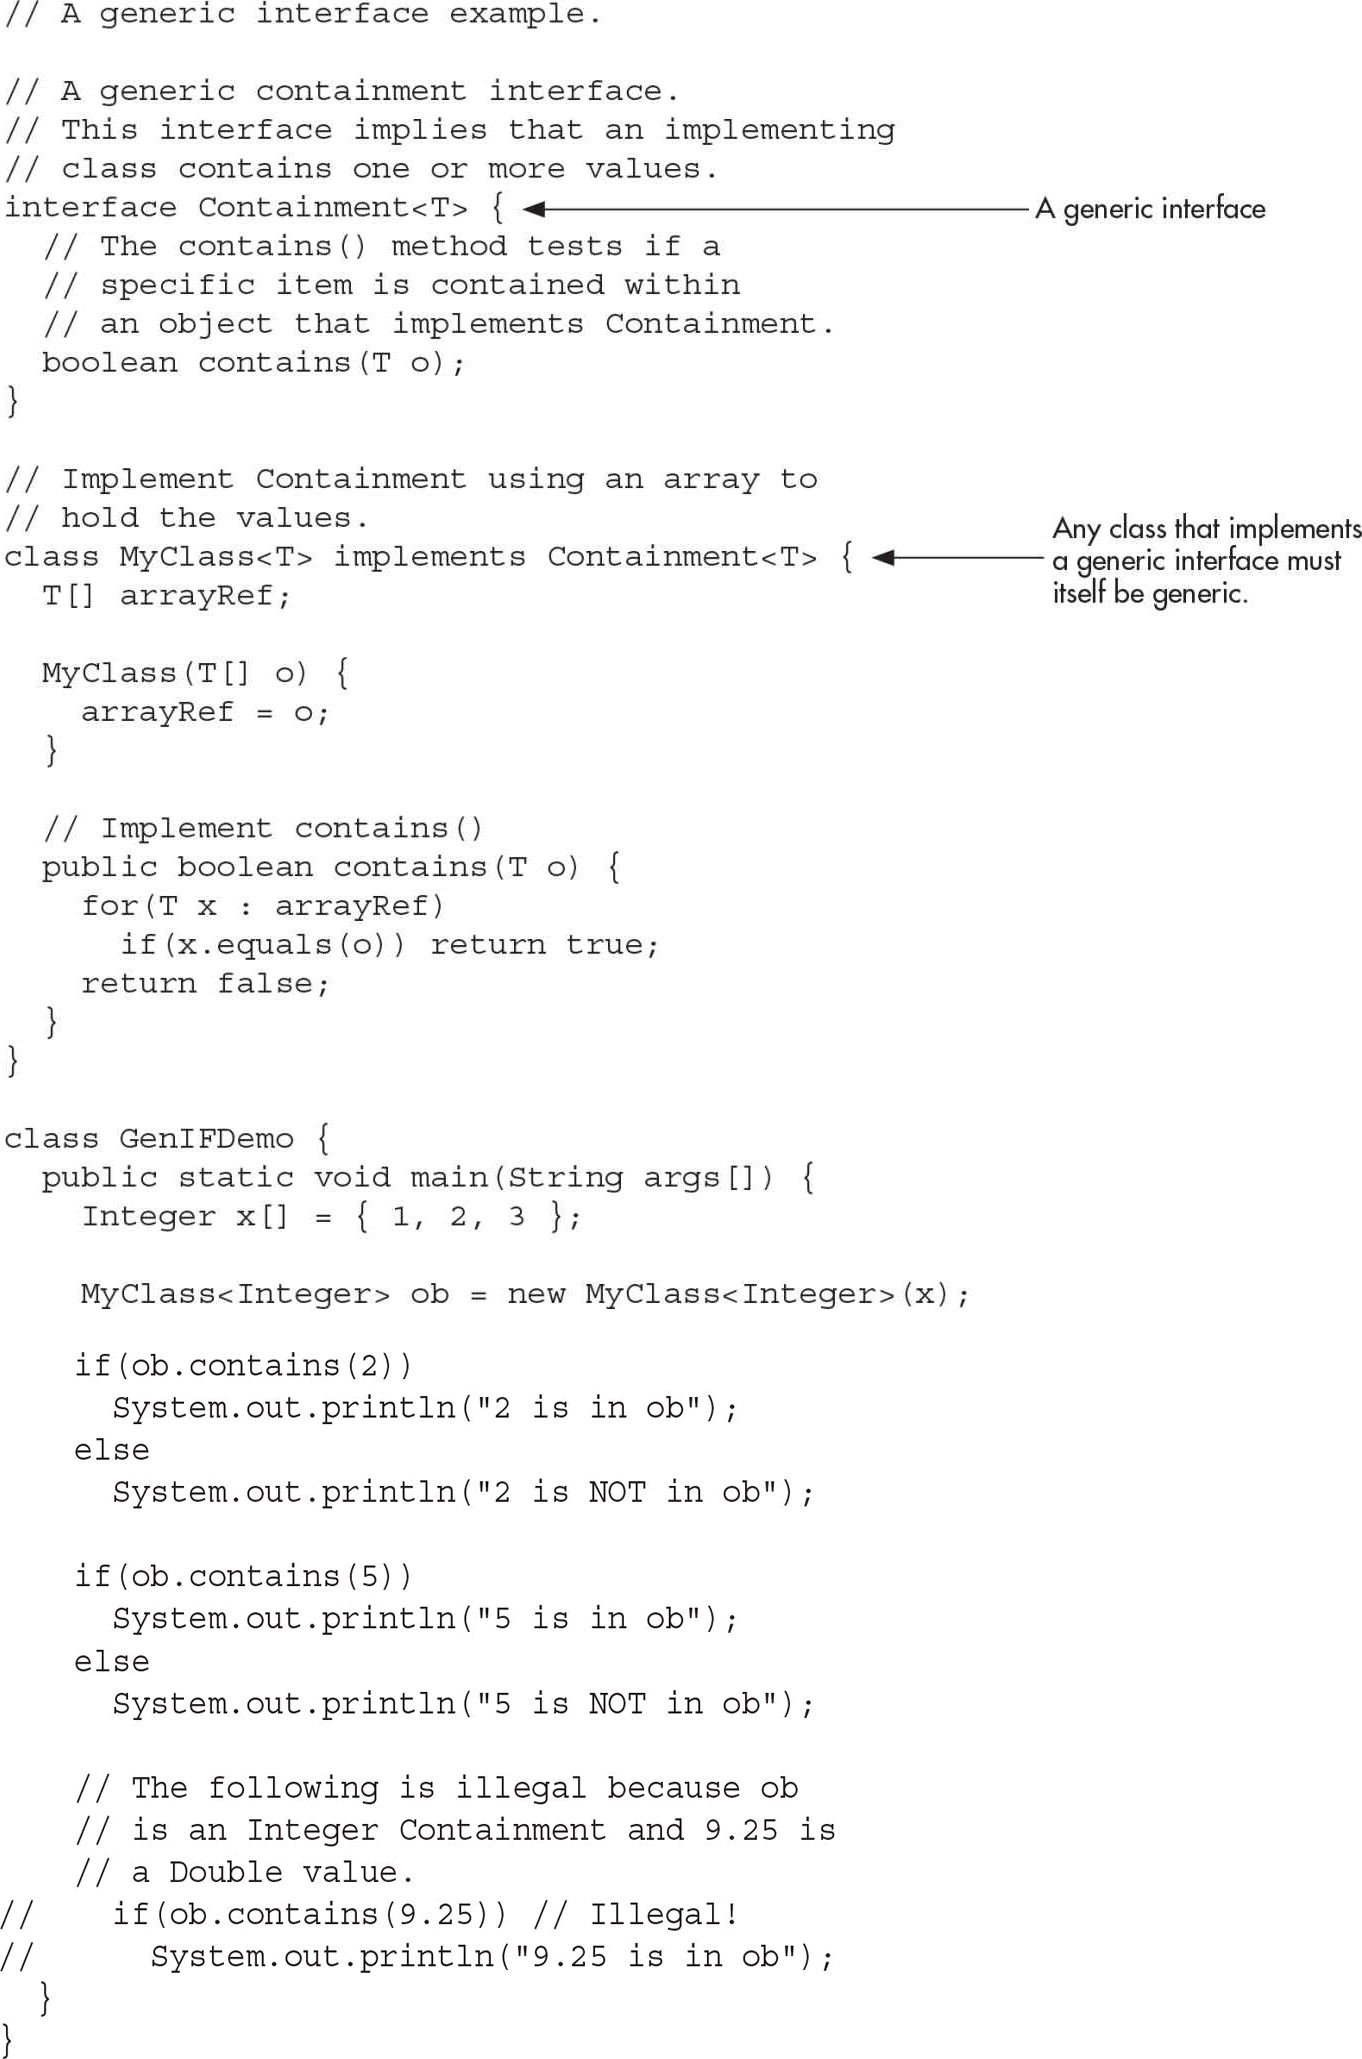 // A generic interface example.

// A generic containment interface.
// This interface implies that an implementing
// class contains one or more values.
interface Containment<T> { A generic interface
  // The contains() method tests if a
  // specific item is contained within
  // an object that implements Containment.
  boolean contains(T o);
}

// Implement Containment using an array to
// hold the values.
class MyClass<T> implements Containment<T> {
Any class that implements
a generic interface must
itself be generic.
  T[] arrayRef;

  MyClass(T[] o) {
    arrayRef = o;
  }

  // Implement contains()
  public boolean contains(T o) {
    for(T x : arrayRef)
      if(x.equals(o)) return true;
    return false;
  }
}

class GenIFDemo {
  public static void main(String args[]) {
    Integer x[] = { 1, 2, 3 };

    MyClass<Integer> ob = new MyClass<Integer>(x);

    if(ob.contains(2))
      System.out.println("2 is in ob");
    else
      System.out.println("2 is NOT in ob");

    if(ob.contains(5))
      System.out.println("5 is in ob");
    else
      System.out.println("5 is NOT in ob");

    // The following is illegal because ob
    // is an Integer Containment and 9.25 is
    // a Double value.
//    if(ob.contains(9.25)) // Illegal!
//      System.out.println("9.25 is in ob");
  }
}